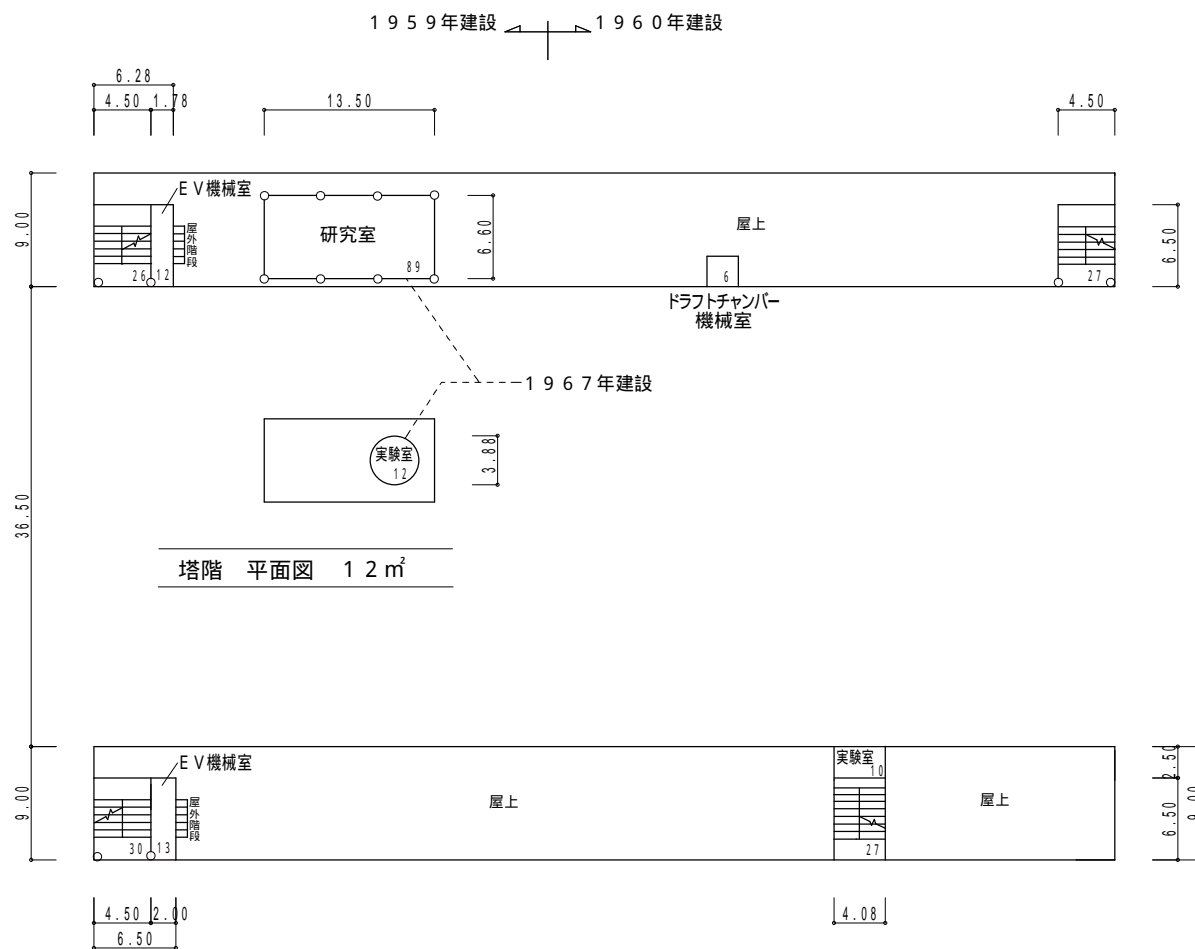 １９５９年建設 １９６０年建設
6.28
4.50 1.78
13.50
4.50
ＥＶ機械室
屋外階段
研究室
屋上
9.00
6.60
6.50
26 12
89
6
27
ドラフトチャンバー
機械室
１９６７年建設
実験室
12
3.88
36.50
塔階 平面図 １２㎡
ＥＶ機械室
実験室
10
2.50
屋外階段
屋上
屋上
9.00
6.50
9.00
30 13
27
4.50 2.00
6.50
4.08